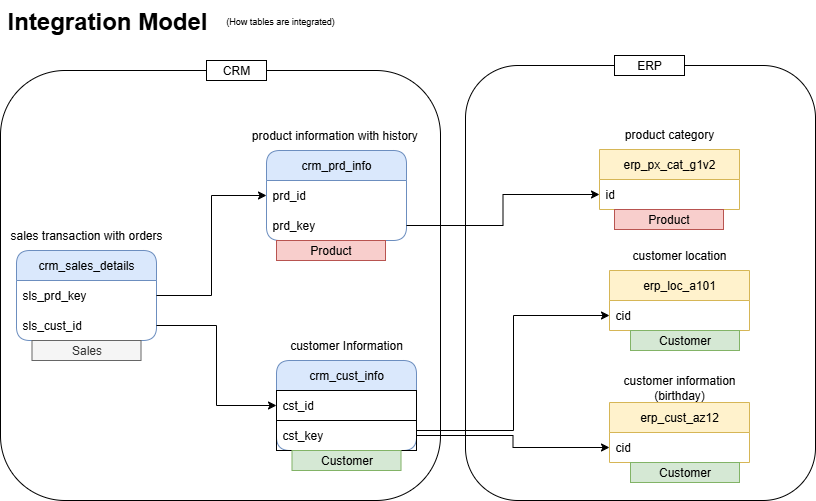 Integration Model (How tables are integrated)
CRM
ERP
product information with history
crm_prd_info
prd_id
prd_key
Product
sales transaction with orders
crm_sales_details
sls_prd_key
sls_cust_id
Sales
customer Information
crm_cust_info
cst_id
cst_key
Customer
product category
erp_px_cat_g1v2
id
Product
customer location
erp_loc_a101
cid
Customer
customer information
(birthday)
erp_cust_az12
cid
Customer